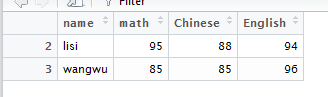 Filter
name math Chinese English
2 lisi 95 88 94
3 wangwu 85 85 96